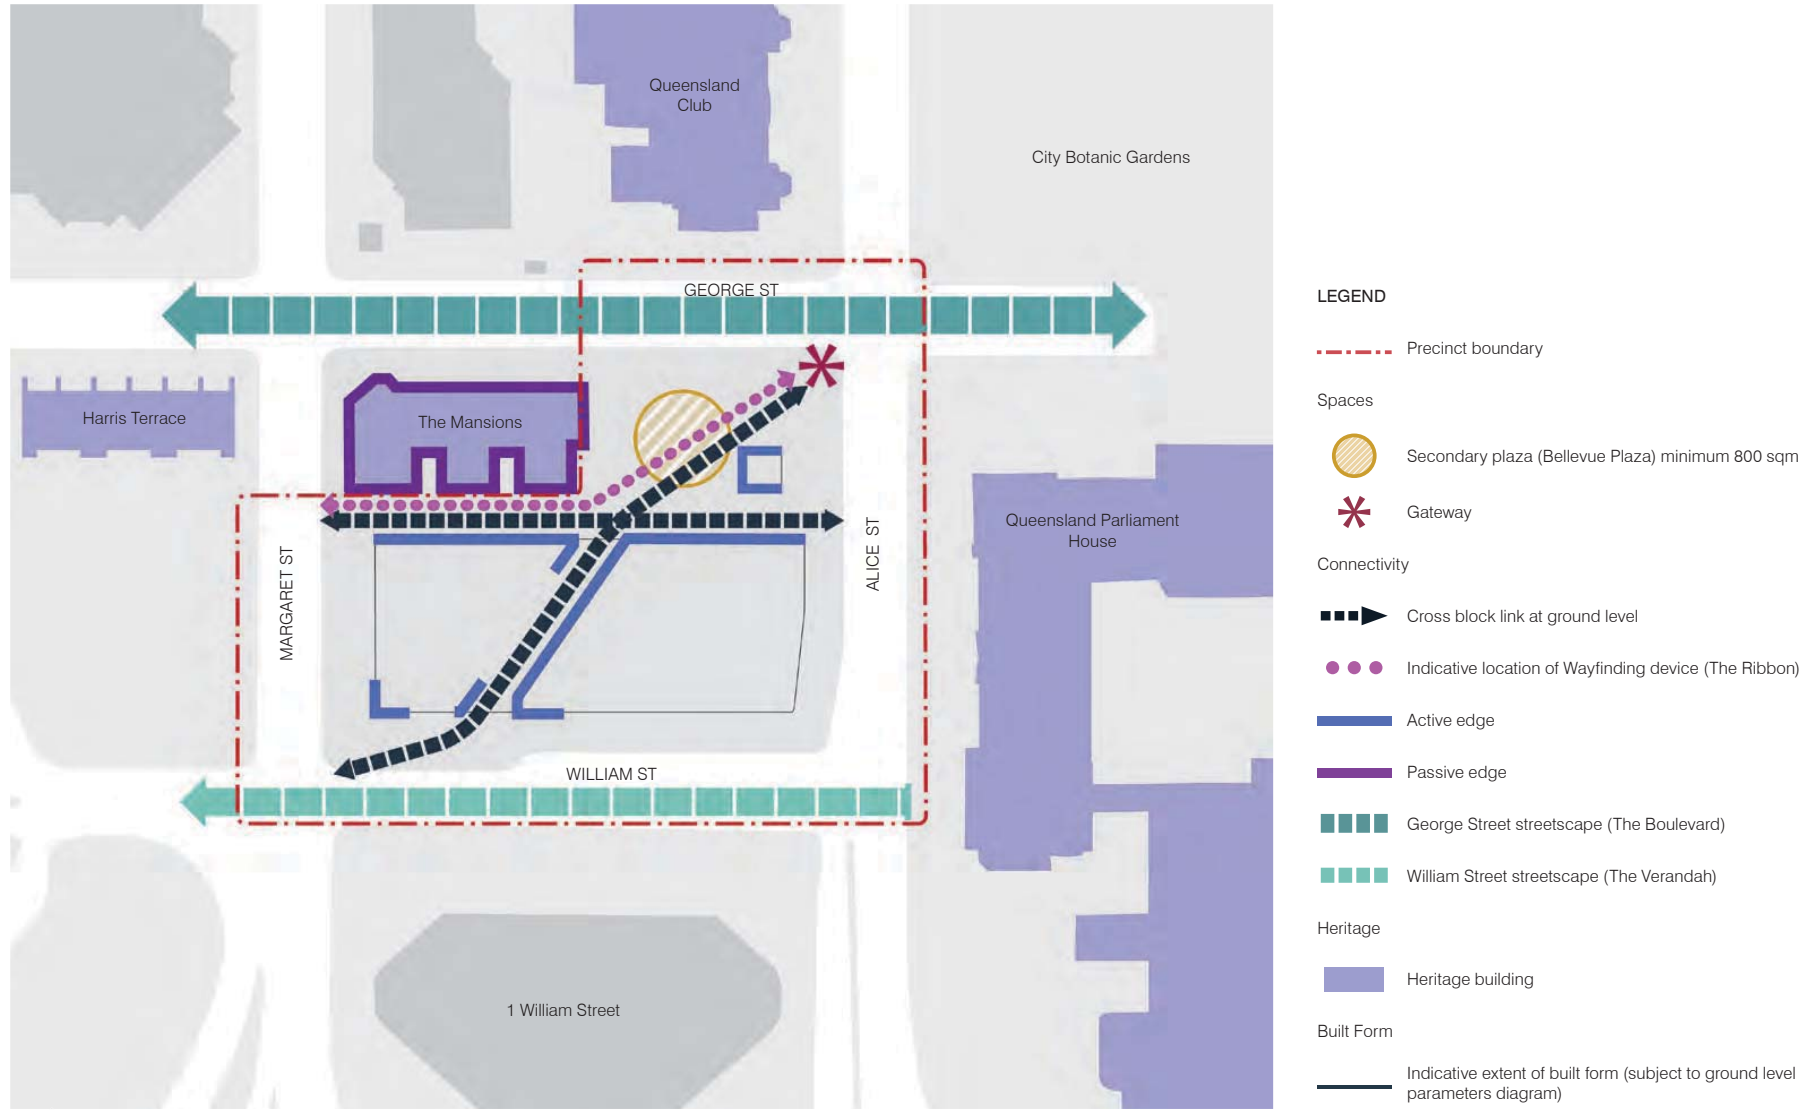 Queensland
Club
City Botanic Gardens
GEORGE ST
Harris Terrace
The Mansions
Queensland Parliament
House
MARGARET ST
ALICE ST
WILLIAM ST
1 William Street
LEGEND
Precinct boundary
Spaces
Secondary plaza (Bellevue Plaza) minimum 800 sqm
Gateway
Connectivity
Cross block link at ground level
Indicative location of Wayfinding device (The Ribbon)
Active edge
Passive edge
George Street streetscape (The Boulevard)
William Street streetscape (The Verandah)
Heritage
Heritage building
Built Form
Indicative extent of built form (subject to ground level
parameters diagram)